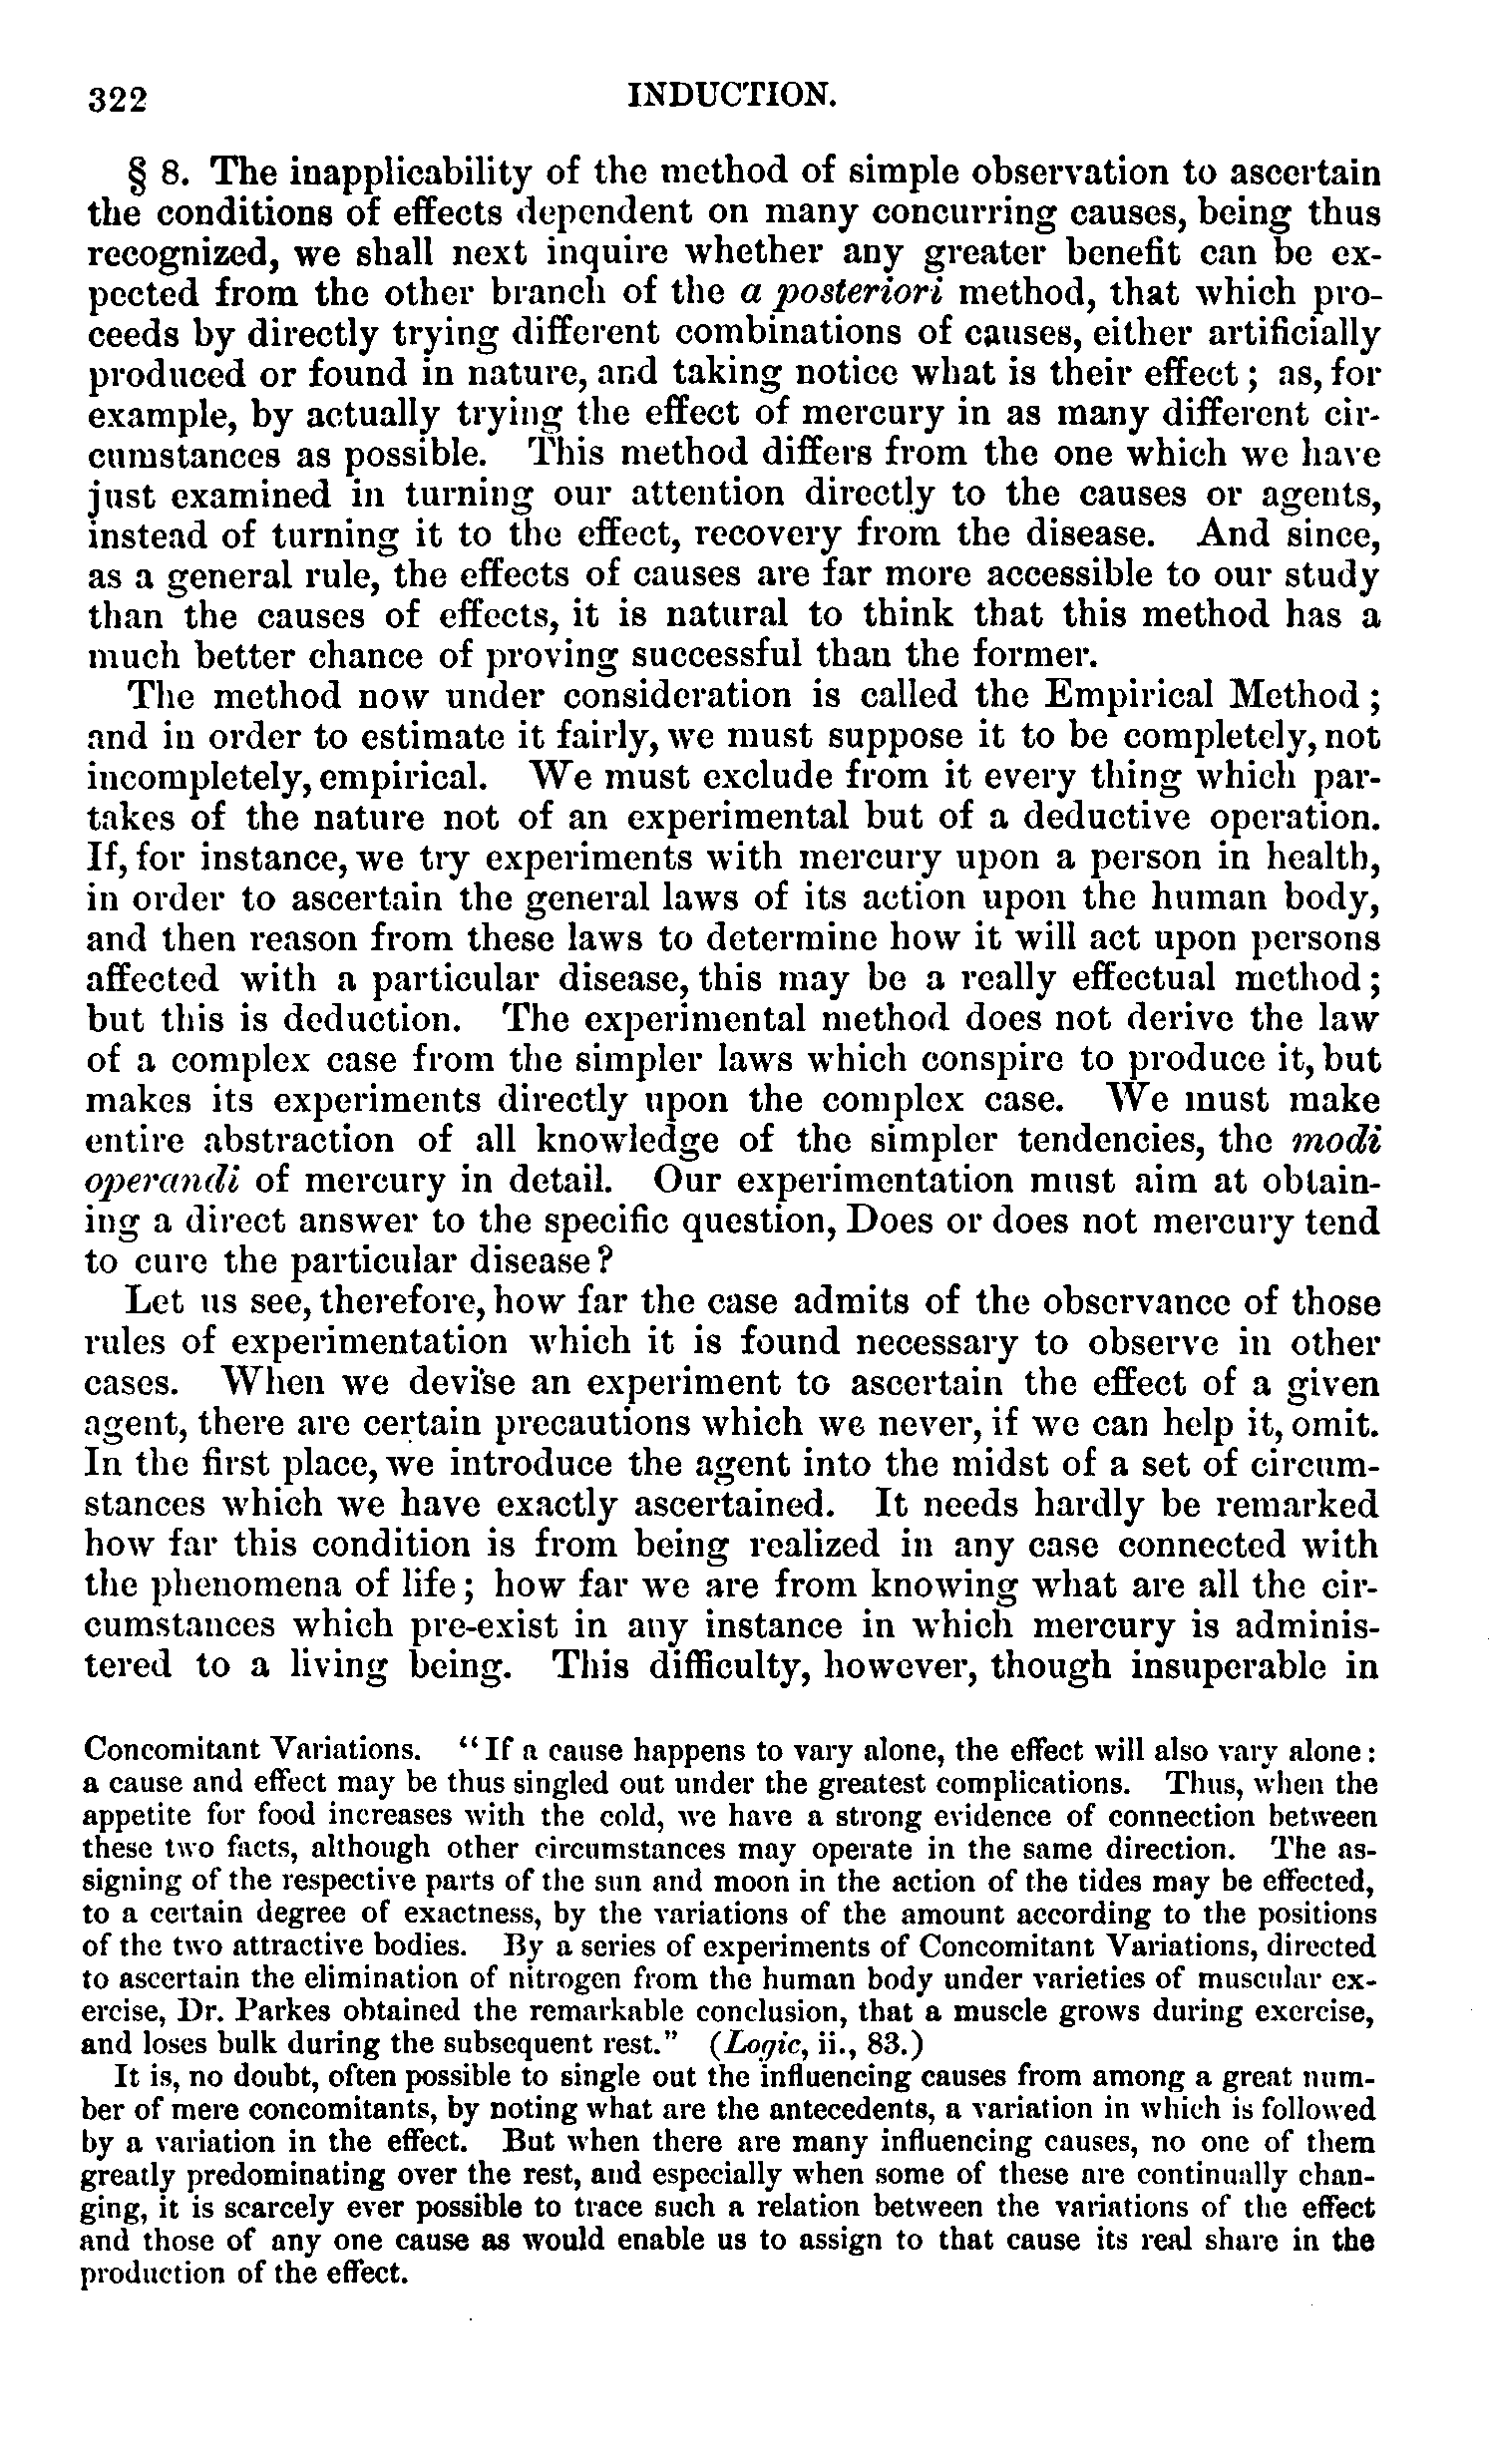 322 INDUCTION.
§ 8. The inapplicability of the method of simple observation to ascertain
the conditions of effects dependent on many concurring causes, being thus
recognized, we shall next inquire whether any greater benefit can be ex-
pected from the other branch of the a posteriori method, that which pro-
ceeds by directly trying different combinations of causes, either artificially
produced or found in nature, and taking notice what is their effect; as, for
example, by actually trying the effect of mercury in as many different cir-
cumstances as possible. This method differs from the one which we have
just examined in turning our attention directly to the causes or agents,
instead of turning it to the effect, recovery from the disease. And since,
as a general rule, the effects of causes are far more accessible to our study
than the causes of effects, it is natural to think that this method has a
much better chance of proving successful than the former.
The method now under consideration is called the Empirical Method;
and in order to estimate it fairly, we must suppose it to be completely, not
incompletely, empirical. We must exclude from it every thing which par-
takes of the nature not of an experimental but of a deductive operation.
If, for instance, we try experiments with mercury upon a person in health,
in order to ascertain the general laws of its action upon the human body,
and then reason from these laws to determine how it will act upon persons
affected with a particular disease, this may be a really effectual method;
but this is deduction. The experimental method does not derive the law
of a complex case from the simpler laws which conspire to produce it, but
makes its experiments directly upon the complex case. We must make
entire abstraction of all knowledge of the simpler tendencies, the modi
operandi of mercury in detail. Our experimentation must aim at obtain-
ing a direct answer to the specific question, Does or does not mercury tend
to cure the particular disease?
Let us see, therefore, how far the case admits of the observance of those
rules of experimentation which it is found necessary to observe in other
cases. When we devise an experiment to ascertain the effect of a given
agent, there are certain precautions which we never, if we can help it, omit.
In the first place, we introduce the agent into the midst of a set of circum-
stances which we have exactly ascertained. It needs hardly be remarked
how far this condition is from being realized in any case connected with
the phenomena of life; how far we are from knowing what are all the cir-
cumstances which pre-exist in any instance in which mercury is adminis-
tered to a living being. This difficulty, however, though insuperable in
Concomitant Variations. "If a cause happens to vary alone, the effect will also vary alone:
a cause and effect may be thus singled out under the greatest complications. Thus, when the
appetite for food increases with the cold, we have a strong evidence of connection between
these two facts, although other circumstances may operate in the same direction. The as-
signing of the respective parts of the sun and moon in the action of the tides may be effected,
to a certain degree of exactness, by the variations of the amount according to the positions
of the two attractive bodies. By a series of experiments of Concomitant Variations, directed
to ascertain the elimination of nitrogen from the human body under varieties of muscular ex-
ercise, Dr. Parkes obtained the remarkable conclusion, that a muscle grows during exercise,
and loses bulk during the subsequent rest." (Logic, ii., 83.)
It is, no doubt, often possible to single out the influencing causes from among a great num-
ber of mere concomitants, by noting what are the antecedents, a variation in which is followed
by a variation in the effect. But when there are many influencing causes, no one of them
greatly predominating over the rest, and especially when some of these are continually chan-
ging, it is scarcely ever possible to trace such a relation between the variations of the effect
and those of any one cause as would enable us to assign to that cause its real share in the
production of the effect.